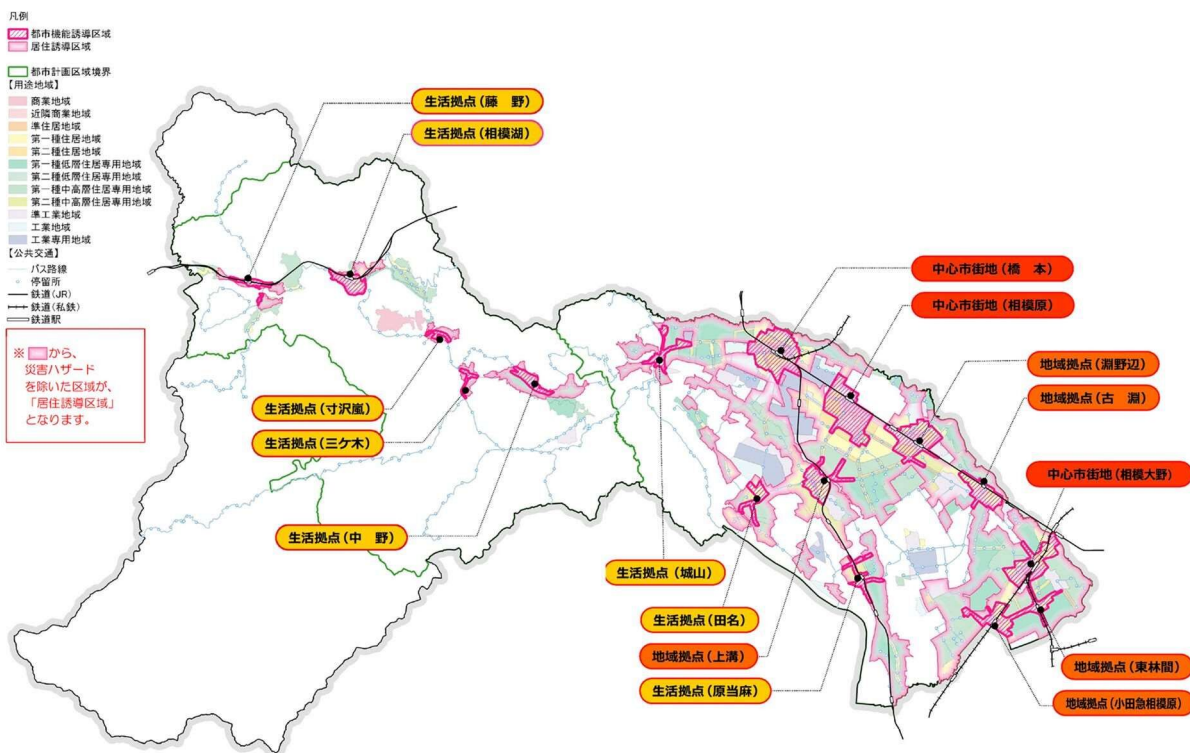 凡例
都市機能誘導区域
居住誘導区域
都市計画区域境界
【用途地域】
商業地域
近隣商業地域
準住居地域
第一種住居地域
第二種住居地域
第一種低層住居専用地域
第二種低層住居専用地域
第一種中高層住居専用地域
第二種中高層住居専用地域
準工業地域
工業地域
工業専用地域
【公共交通】
バス路線
停留所
鉄道(JR)
鉄道(私鉄)
鉄道駅
※ から、
災害ハザード
を除いた区域が、
「居住誘導区域」
となります。
生活拠点(藤 野)
生活拠点(相模湖)
中心市街地(橋 本)
中心市街地(相模原)
地域拠点(淵野辺)
地域拠点(古 淵)
生活拠点(寸沢嵐)
生活拠点(三ケ木)
中心市街地(相模大野)
生活拠点(中 野)
生活拠点(城山)
生活拠点(田名)
地域拠点(上溝)
生活拠点(原当麻)
地域拠点(東林間)
地域拠点(小田急相模原)